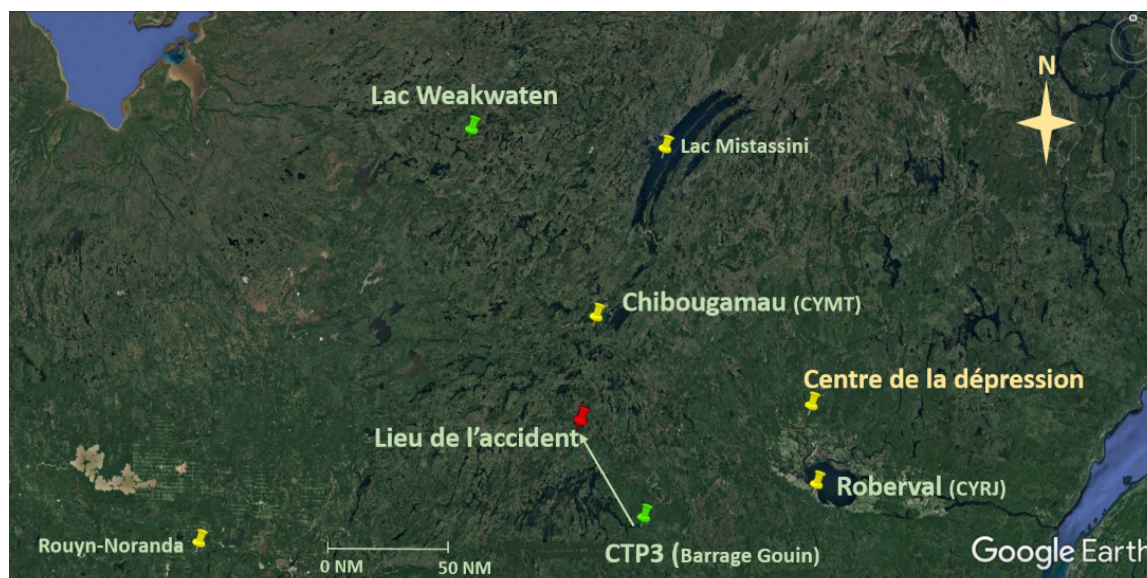 N
Lac Weakwaten
Lac Mistassini
Chibougamau (CYMT)
Centre de la dépression
Lieu de l'accident
Roberval (CYRJ)
Rouyn-Noranda
0 NM 50 NM
CTP3 (Barrage Gouin)
Google Earth